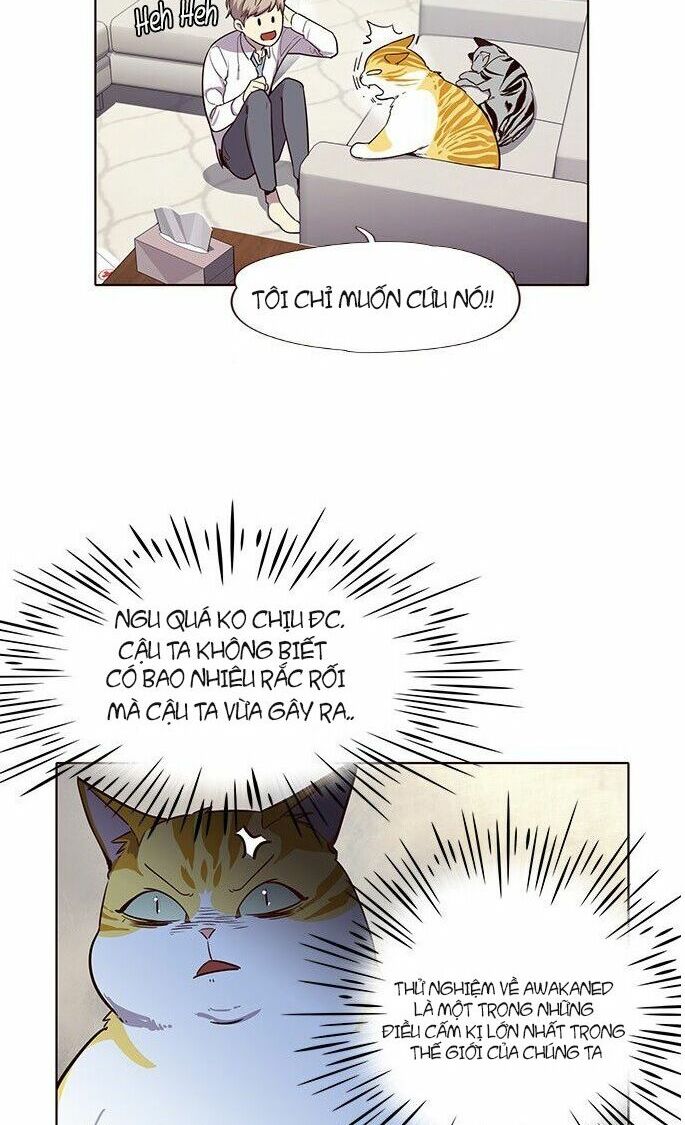 Heh Heh
TÔI CHỈ MUỐN CỨU NÓ!!
NGU QUÁ KO CHỊU ĐC.
CẬU TA KHÔNG BIẾT
CÓ BAO NHIÊU RẮC RỐI
MÀ CẬU TA VỪA GÂY RA..
THỬ NGHIỆM VỀ AWAKANED
LÀ MỘT TRONG NHỮNG
ĐIỀU CẤM KỊ LỚN NHẤT TRONG
THẾ GIỚI CỦA CHÚNG TA